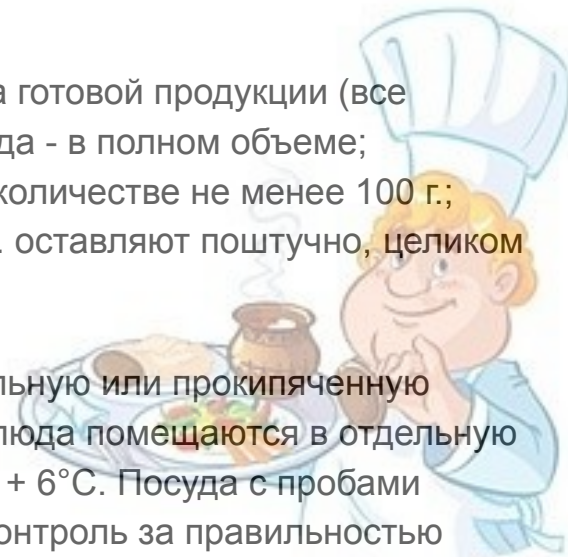 а готовой продукции (все
да - в полном объеме;
количестве не менее 100 г.;
. оставляют поштучно, целиком
льную или прокипяченную
люда помещаются в отдельную
+ 6°С. Посуда с пробами
онтроль за правильностью